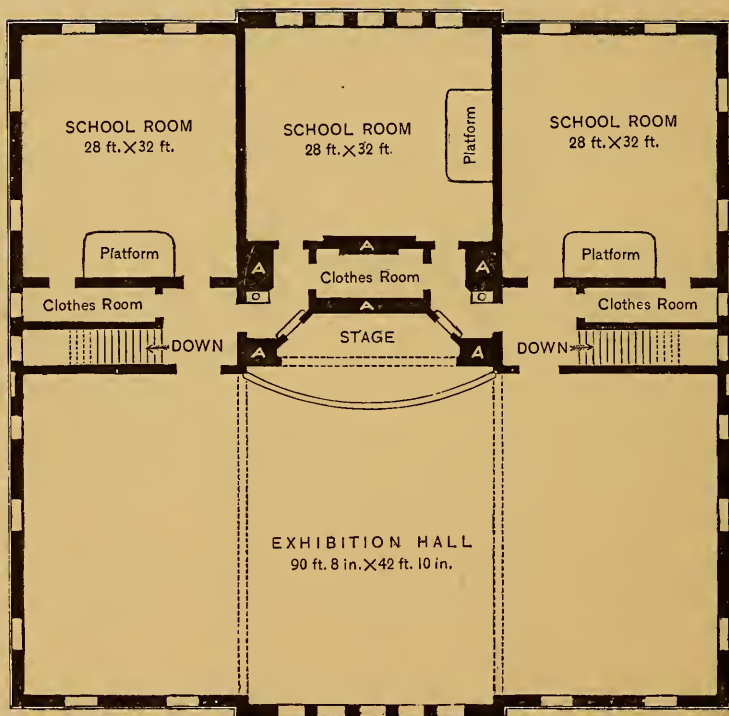 SCHOOL ROOM
28 ft. X 32 ft.
SCHOOL ROOM
28 ft. X 32 ft.
SCHOOL ROOM
28 ft. X 32 ft.
Platform
Platform
Platform
A
A
A
Clothes Room
Clothes Room
Clothes Room
A
STAGE
DOWN
A
A
DOWN
EXHIBITION HALL
90 ft. 8 in. X 42 ft. 10 in.